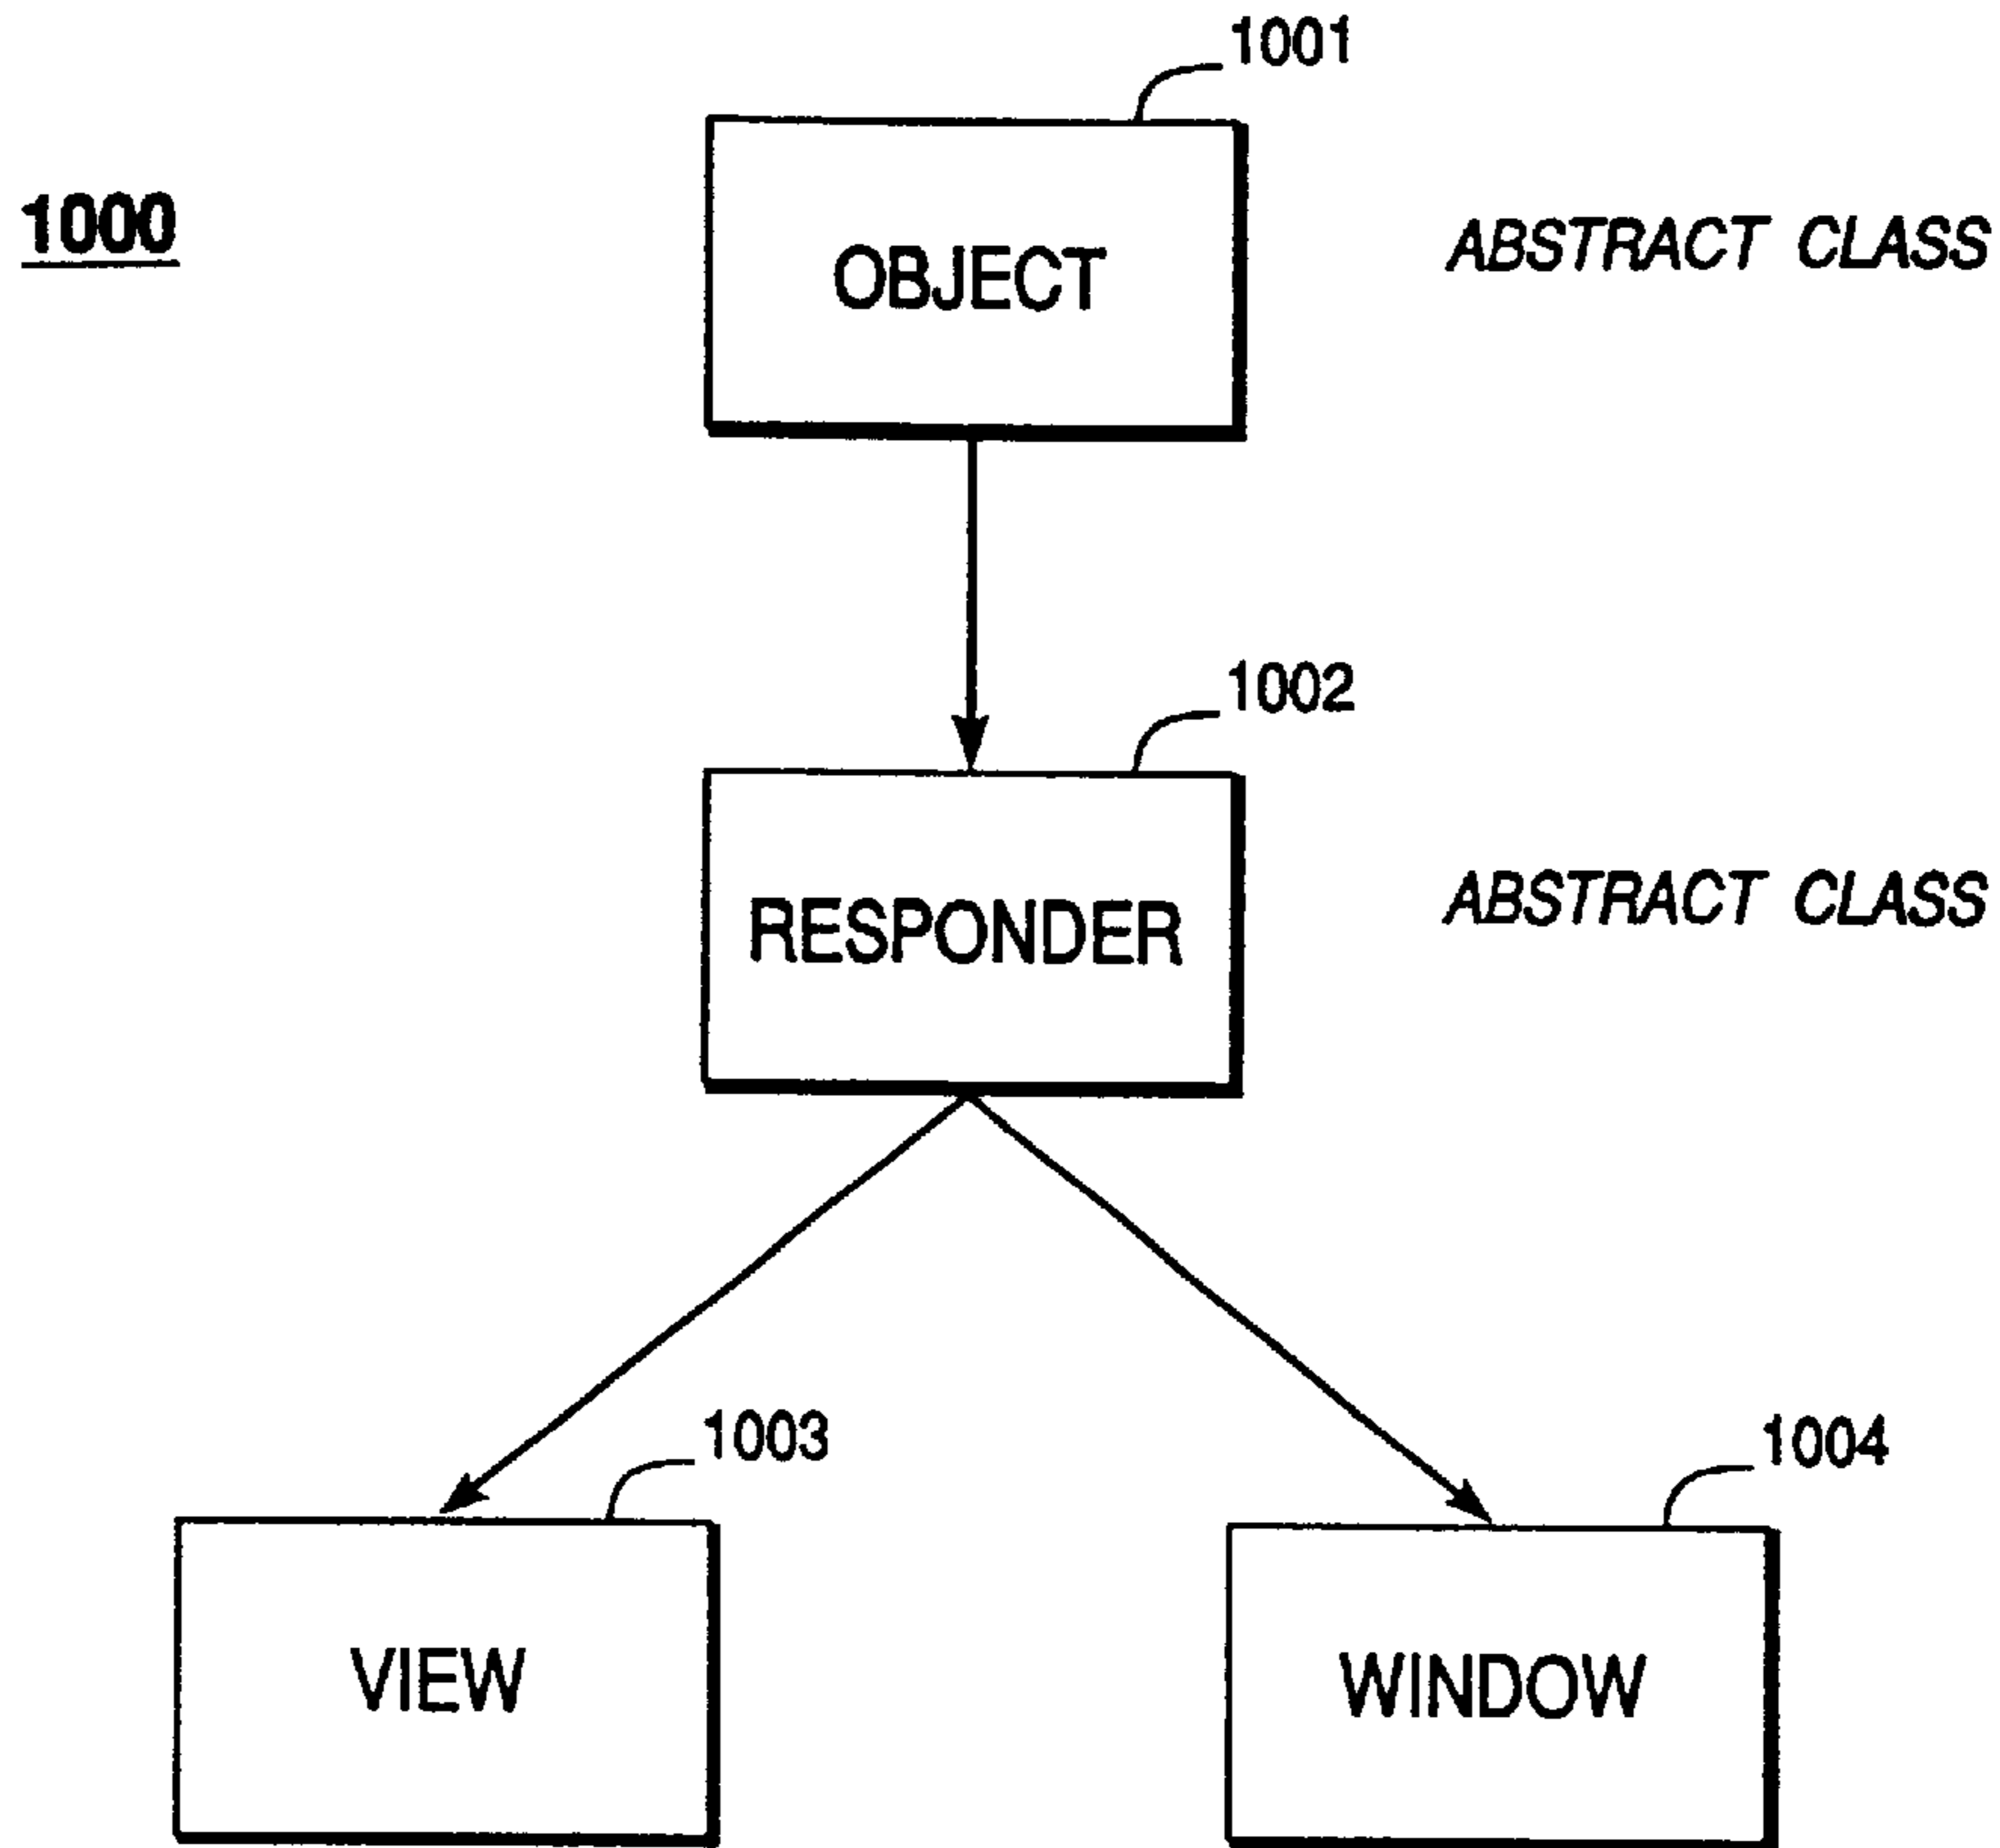 1001
1000
OBJECT
ABSTRACT CLASS
1002
RESPONDER
ABSTRACT CLASS
1003
1004
VIEW
WINDOW